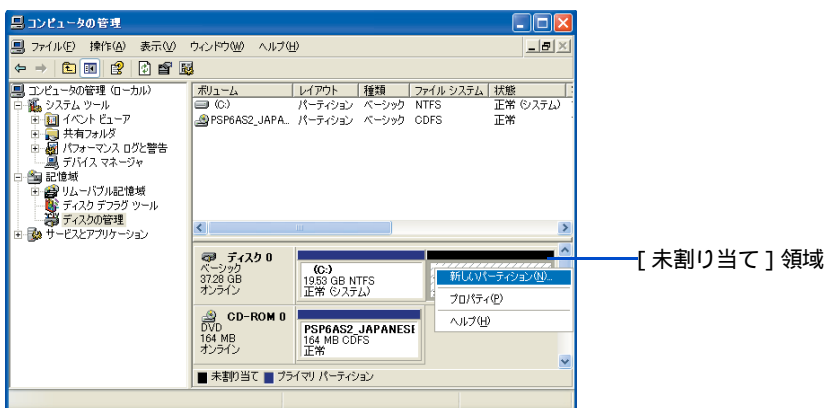 コンピュータの管理
ファイル(F) 操作(A) 表示(V) ウィンドウ(W) ヘルプ(H)
コンピュータの管理 (ローカル)
システム ツール
イベント ビューア
共有フォルダ
パフォーマンス ログと警告
デバイス マネージャ
記憶域
リムーバブル記憶域
ディスク デフラグ ツール
ディスクの管理
サービスとアプリケーション
ボリューム レイアウト 種類 ファイル システム 状態
(C:) パーティション ベーシック NTFS 正常 (システム)
PSP6AS2_JAPA... パーティション ベーシック CDFS 正常
ディスク 0
ベーシック
37.28 GB
オンライン
(C:)
19.53 GB NTFS
正常 (システム)
新しいパーティション(N)...
プロパティ(P)
ヘルプ(H)
[ 未割り当て ] 領域
CD-ROM 0
DVD
164 MB
オンライン
PSP6AS2_JAPANESE
164 MB CDFS
正常
未割り当て プライマリ パーティション